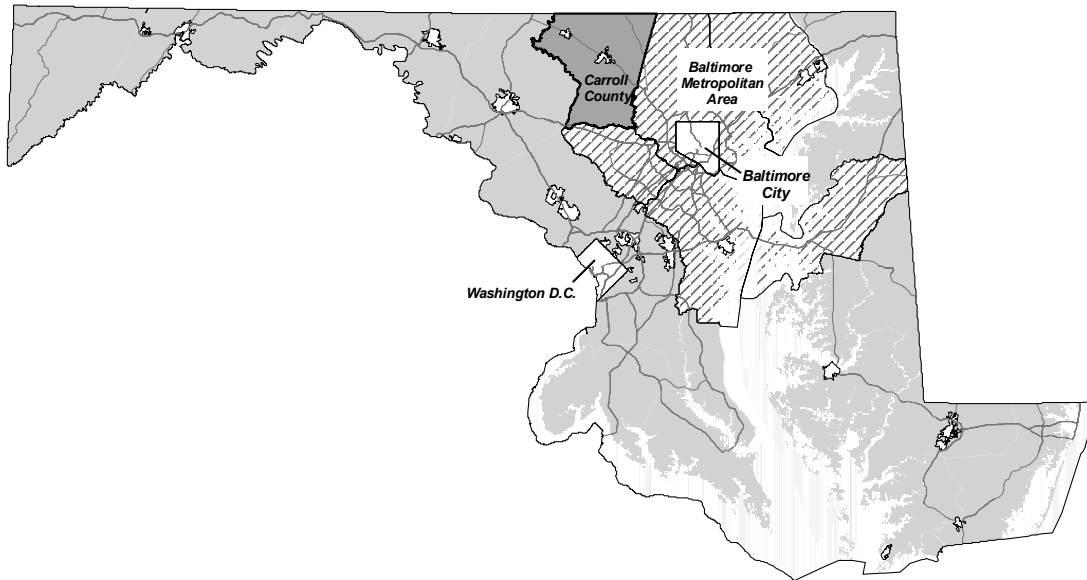 Carroll
County
Baltimore
Metropolitan
Area
Baltimore
City
Washington D.C.